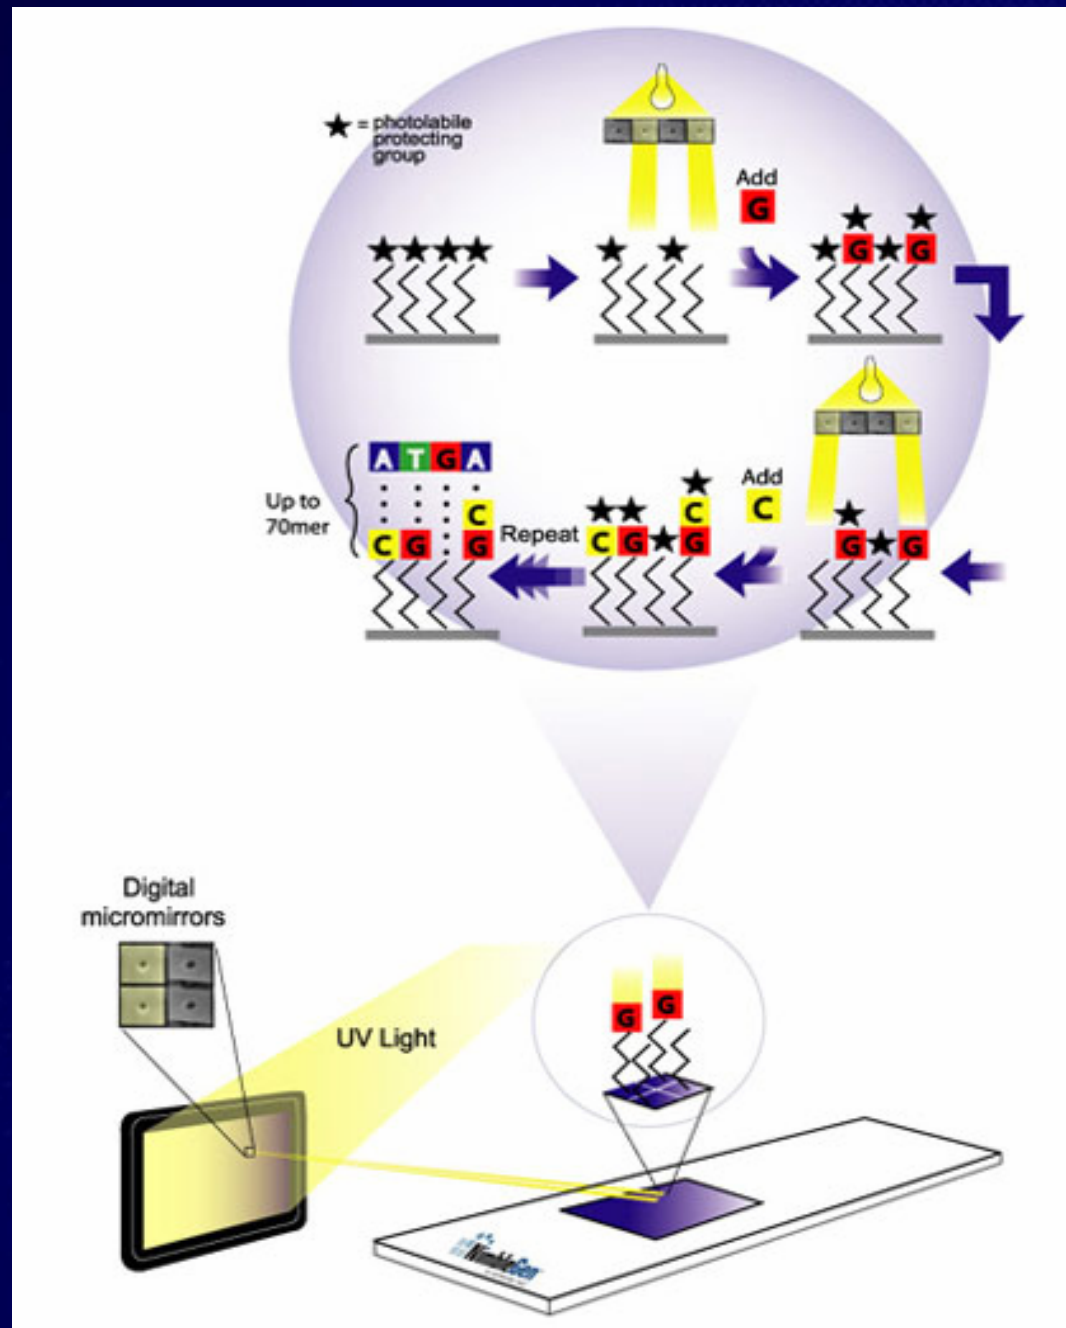 ★ = photolabile
protecting
group
Add
G
G G
A T G A
Up to
70mer
C
C G G
Repeat
C
C G G
Add
C
G G
Digital
micromirrors
UV Light
G G
NimbleGen